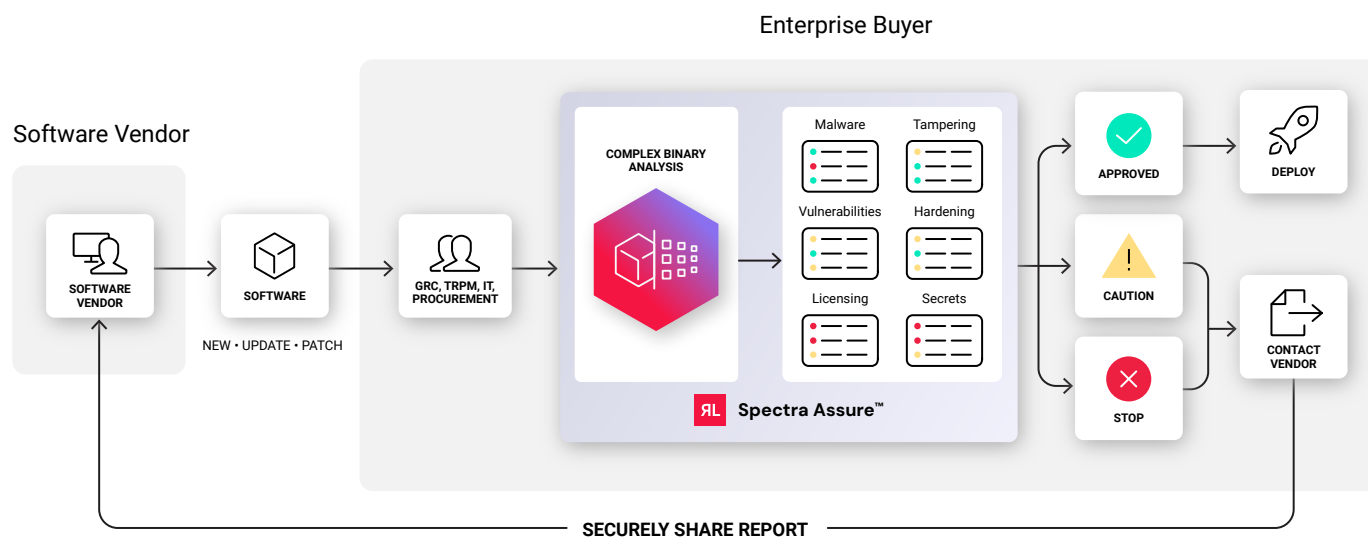 Enterprise Buyer
Software Vendor
SOFTWARE
VENDOR
SOFTWARE
NEW • UPDATE • PATCH
GRC, TRPM, IT,
PROCUREMENT
COMPLEX BINARY
ANALYSIS
Malware
Tampering
Vulnerabilities
Hardening
Licensing
Secrets
RL Spectra Assure™
APPROVED
DEPLOY
CAUTION
STOP
CONTACT
VENDOR
SECURELY SHARE REPORT